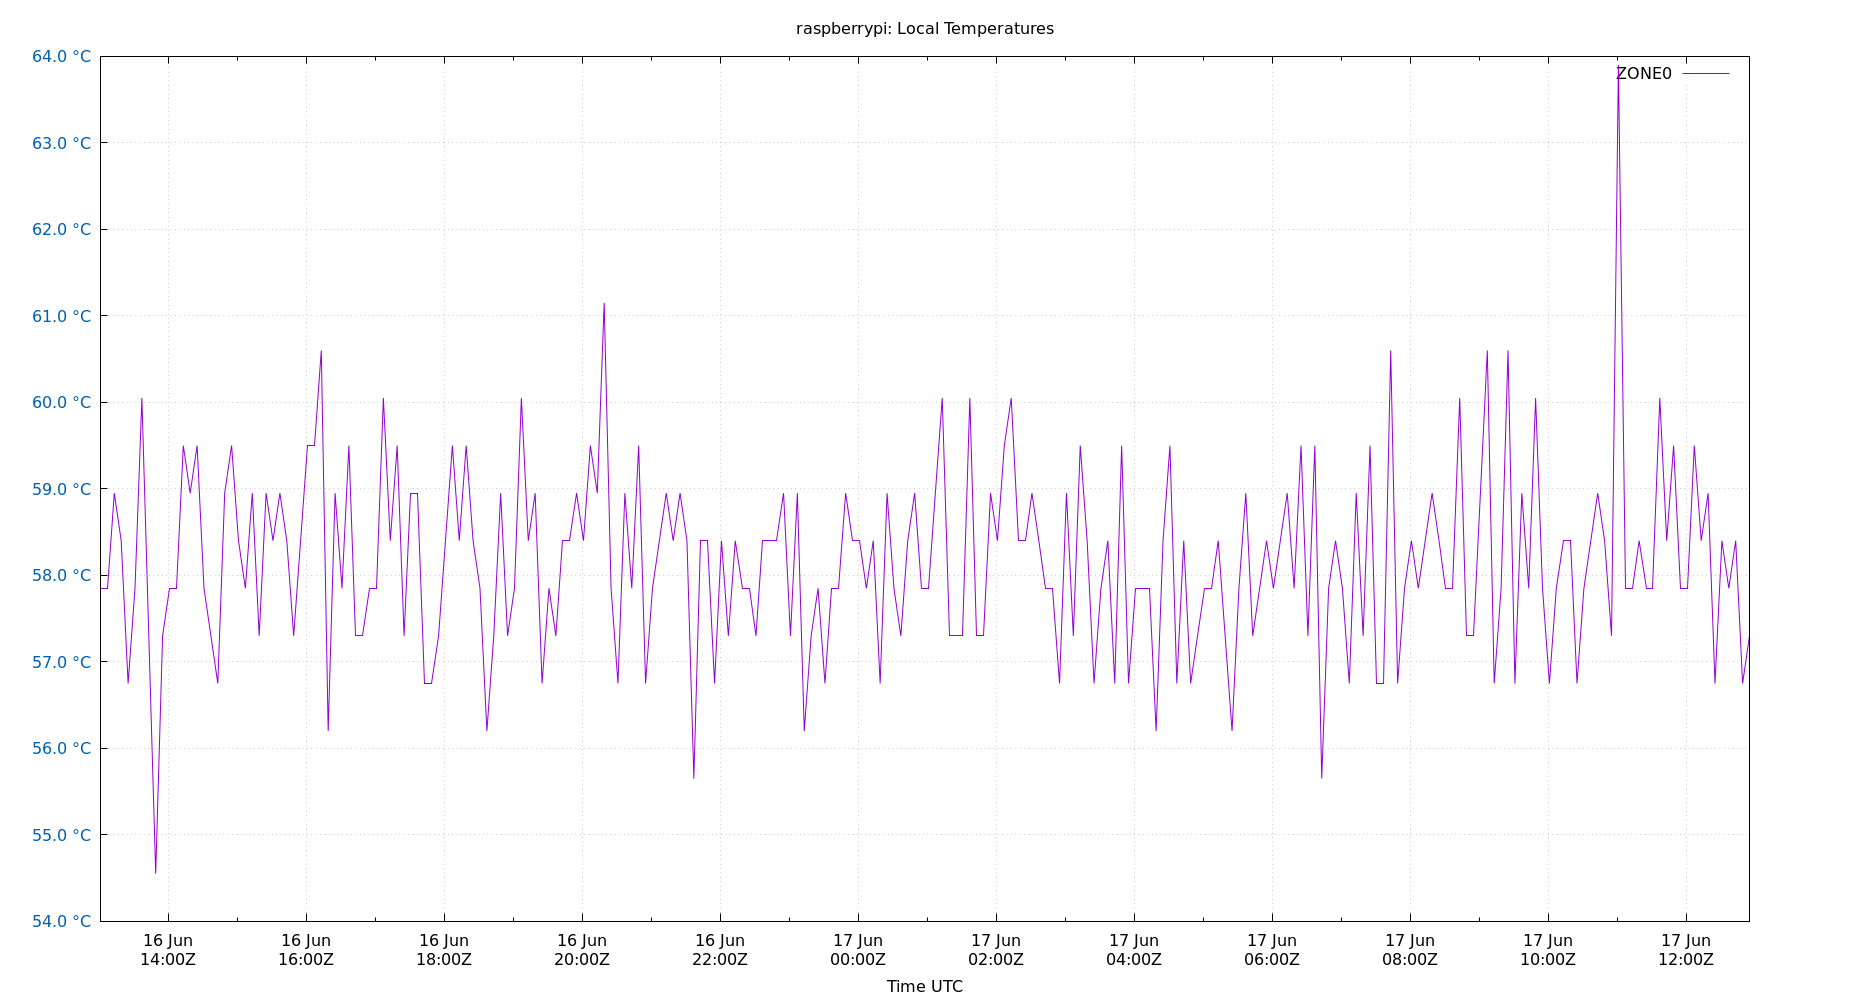 raspberrypi: Local Temperatures
64.0 °C
63.0 °C
62.0 °C
61.0 °C
60.0 °C
59.0 °C
58.0 °C
57.0 °C
56.0 °C
55.0 °C
54.0 °C
ZONE0
16 Jun 16 Jun 16 Jun 16 Jun 16 Jun 17 Jun 17 Jun 17 Jun 17 Jun 17 Jun 17 Jun 17 Jun
14:00Z 16:00Z 18:00Z 20:00Z 22:00Z 00:00Z 02:00Z 04:00Z 06:00Z 08:00Z 10:00Z 12:00Z
Time UTC